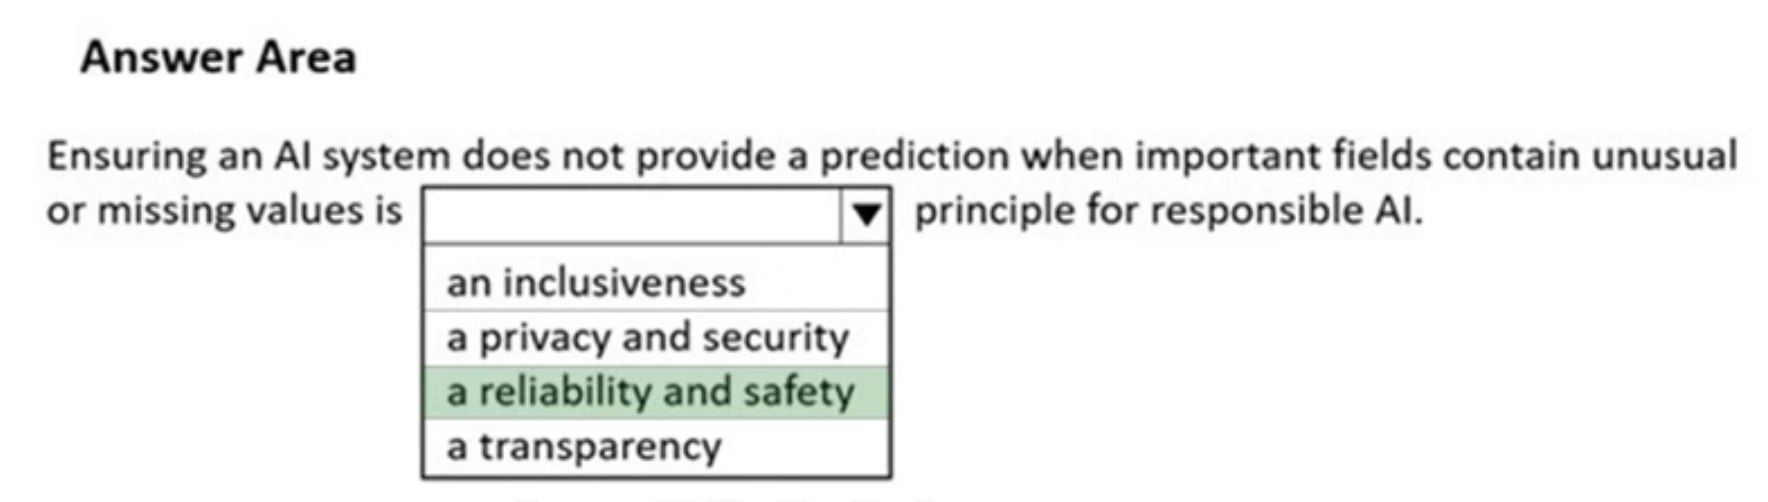 Answer Area
Ensuring an AI system does not provide a prediction when important fields contain unusual
or missing values is ▼ principle for responsible AI.
an inclusiveness
a privacy and security
a reliability and safety
a transparency